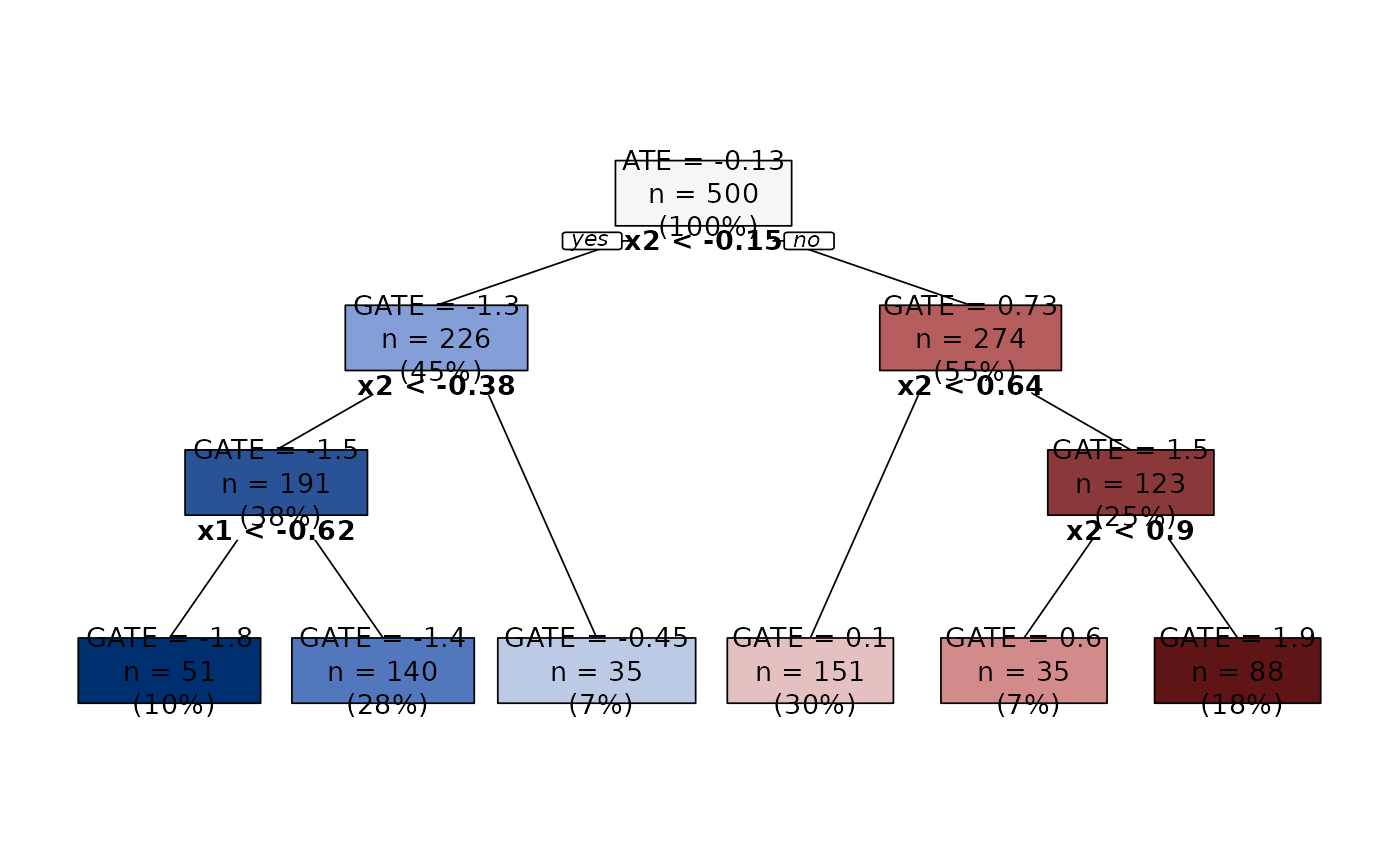 ATE = -0.13
n = 500
(100%)
yes x2 < -0.15 no
GATE = -1.3
n = 226
(45%)
x2 < -0.38
GATE = 0.73
n = 274
(55%)
x2 < 0.64
GATE = -1.5
n = 191
(38%)
x1 < -0.62
GATE = 1.5
n = 123
(25%)
x2 < 0.9
GATE = -1.8
n = 51
(10%)
GATE = -1.4
n = 140
(28%)
GATE = -0.45
n = 35
(7%)
GATE = 0.1
n = 151
(30%)
GATE = 0.6
n = 35
(7%)
GATE = 1.9
n = 88
(18%)